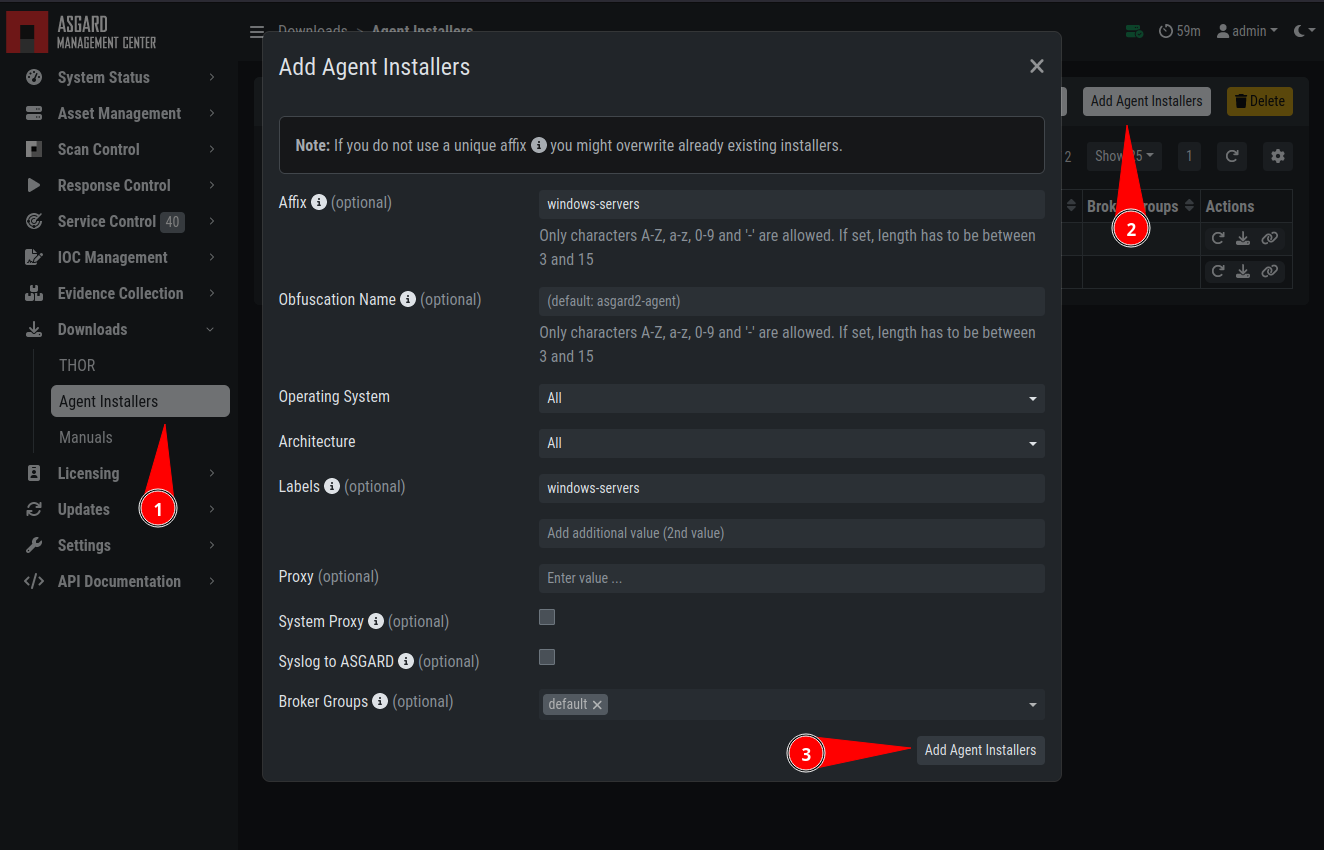 ASGARD
MANAGEMENT CENTER
Downloads > Agent Installers
59m
admin
System Status
Asset Management
Scan Control
Response Control
Service Control 40
IOC Management
Evidence Collection
Downloads
THOR
Agent Installers
Manuals
Licensing
Updates
Settings
API Documentation
1
Add Agent Installers
Delete
2
Show 25
1
Broker Groups
Actions
2
Add Agent Installers
Note: If you do not use a unique affix you might overwrite already existing installers.
Affix (optional)
windows-servers
Only characters A-Z, a-z, 0-9 and '-' are allowed. If set, length has to be between
3 and 15
Obfuscation Name (optional)
(default: asgard2-agent)
Only characters A-Z, a-z, 0-9 and '-' are allowed. If set, length has to be between
3 and 15
Operating System
All
Architecture
All
Labels (optional)
windows-servers
Add additional value (2nd value)
Proxy (optional)
Enter value ...
System Proxy (optional)
Syslog to ASGARD (optional)
Broker Groups (optional)
default
3
Add Agent Installers